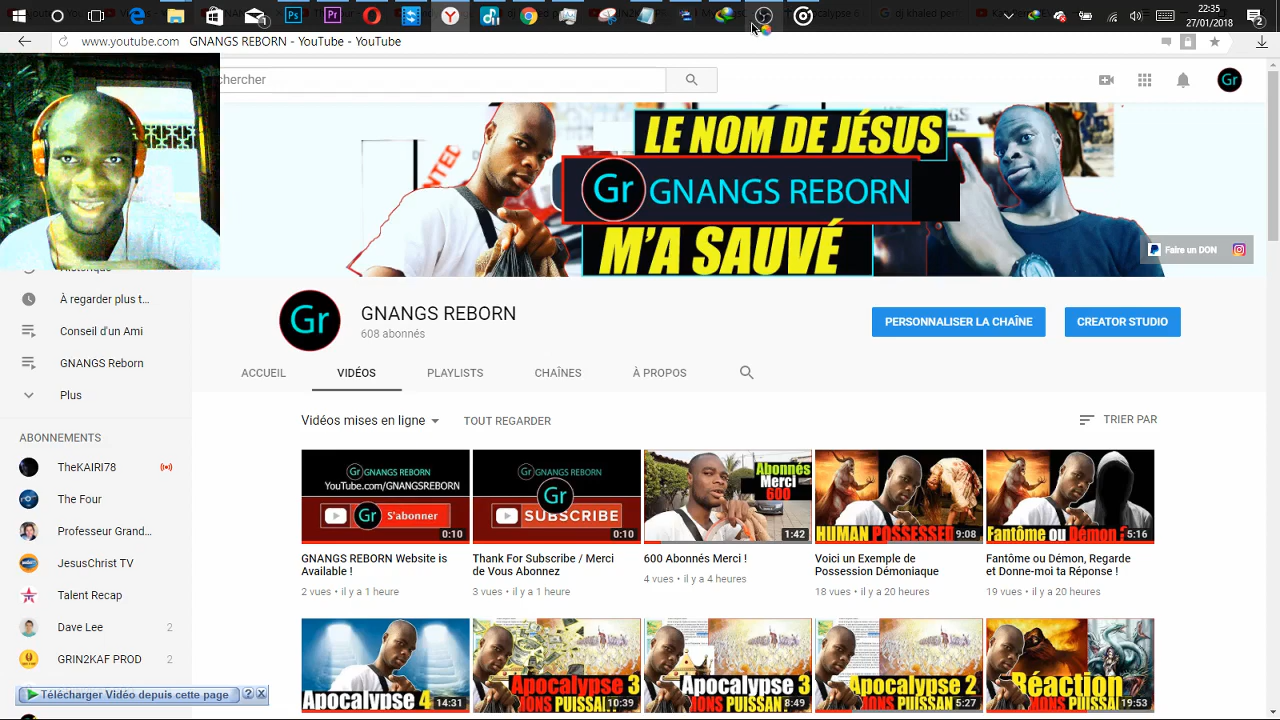 22:35
27/01/2018
www.youtube.com GNANGS REBORN - YouTube - YouTube
chercher
Gr
LE NOM DE JÉSUS
Gr GNANGS REBORN
M'A SAUVÉ
Faire un DON
Gr
GNANGS REBORN
608 abonnés
PERSONNALISER LA CHAÎNE
CREATOR STUDIO
ACCUEIL
VIDÉOS
PLAYLISTS
CHAÎNES
À PROPOS
Vidéos mises en ligne
TOUT REGARDER
TRIER PAR
Historique
À regarder plus t...
Conseil d'un Ami
GNANGS Reborn
Plus
ABONNEMENTS
TheKAIRI78
The Four
Professeur Grand...
JesusChrist TV
Talent Recap
Dave Lee 2
GRIN2KAF PROD
Télécharger Vidéo depuis cette page ? X
Gr GNANGS REBORN
YouTube.com/GNANGSREBORN
Gr S'abonner
0:10
GNANGS REBORN Website is
Available !
2 vues • il y a 1 heure
Gr GNANGS REBORN
Gr
SUBSCRIBE
0:10
Thank For Subscribe / Merci
de Vous Abonnez
3 vues • il y a 1 heure
Abonnés
Merci
600
1:42
600 Abonnés Merci !
4 vues • il y a 4 heures
HUMAN POSSESSED
9:08
Voici un Exemple de
Possession Démoniaque
18 vues • il y a 20 heures
Fantôme ou Démon ?
5:16
Fantôme ou Démon, Regarde
et Donne-moi ta Réponse !
19 vues • il y a 20 heures
Apocalypse 4
14:31
Apocalypse 3
10:39
Apocalypse 3
8:49
Apocalypse 2
5:27
Réaction
19:53